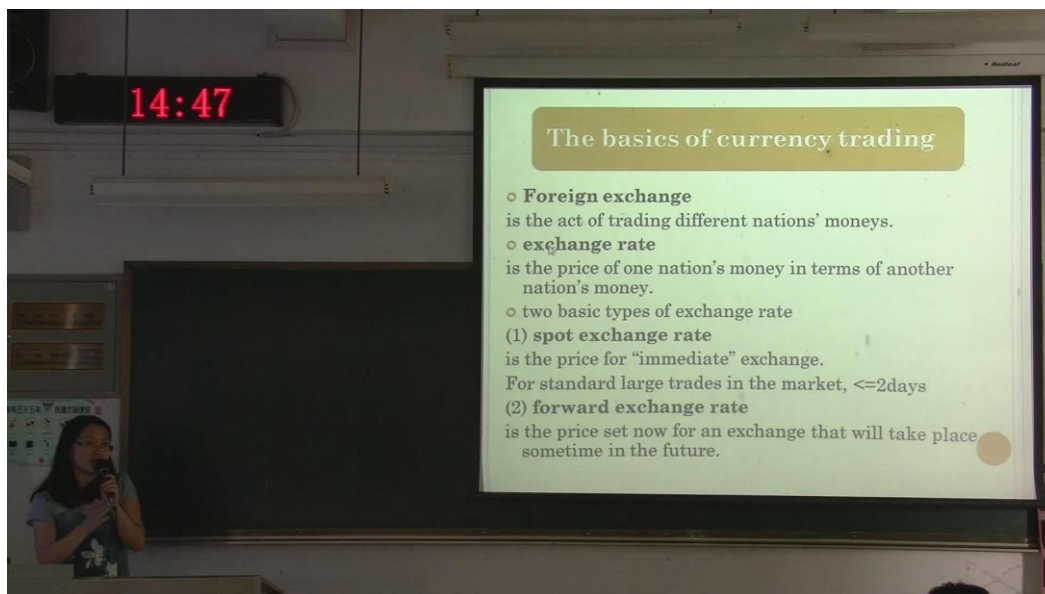 14:47
Redleaf
The basics of currency trading
Foreign exchange
is the act of trading different nations' moneys.
exchange rate
is the price of one nation's money in terms of another
nation's money.
two basic types of exchange rate
(1) spot exchange rate
is the price for "immediate" exchange.
For standard large trades in the market, <=2days
(2) forward exchange rate
is the price set now for an exchange that will take place
sometime in the future.